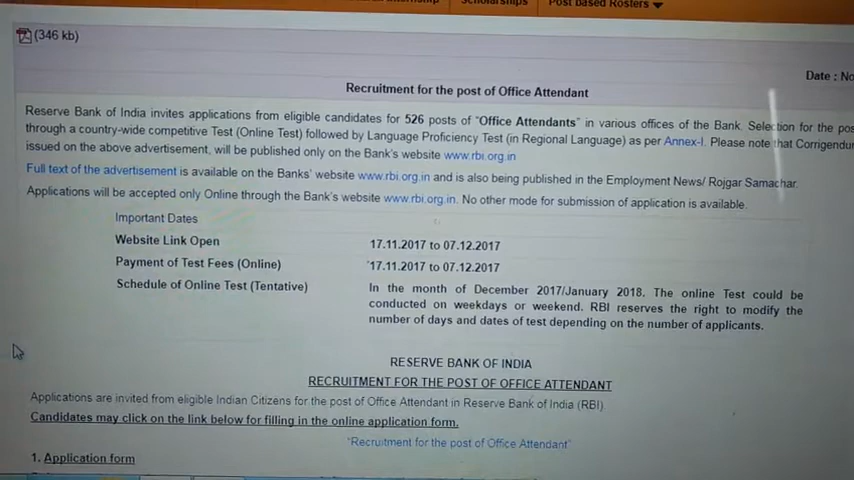 Scholarships Post based Rosters
(346 kb)
Date : No
Recruitment for the post of Office Attendant
Reserve Bank of India invites applications from eligible candidates for 526 posts of "Office Attendants" in various offices of the Bank. Selection for the pos
through a country-wide competitive Test (Online Test) followed by Language Proficiency Test (in Regional Language) as per Annex-I. Please note that Corrigendum
issued on the above advertisement, will be published only on the Bank's website www.rbi.org.in
Full text of the advertisement is available on the Banks' website www.rbi.org.in and is also being published in the Employment News/ Rojgar Samachar.
Applications will be accepted only Online through the Bank's website www.rbi.org.in. No other mode for submission of application is available.
Important Dates
Website Link Open 17.11.2017 to 07.12.2017
Payment of Test Fees (Online) 17.11.2017 to 07.12.2017
Schedule of Online Test (Tentative) In the month of December 2017/January 2018. The online Test could be
conducted on weekdays or weekend. RBI reserves the right to modify the
number of days and dates of test depending on the number of applicants.
RESERVE BANK OF INDIA
RECRUITMENT FOR THE POST OF OFFICE ATTENDANT
Applications are invited from eligible Indian Citizens for the post of Office Attendant in Reserve Bank of India (RBI)
Candidates may click on the link below for filling in the online application form.
"Recruitment for the post of Office Attendant"
1. Application form